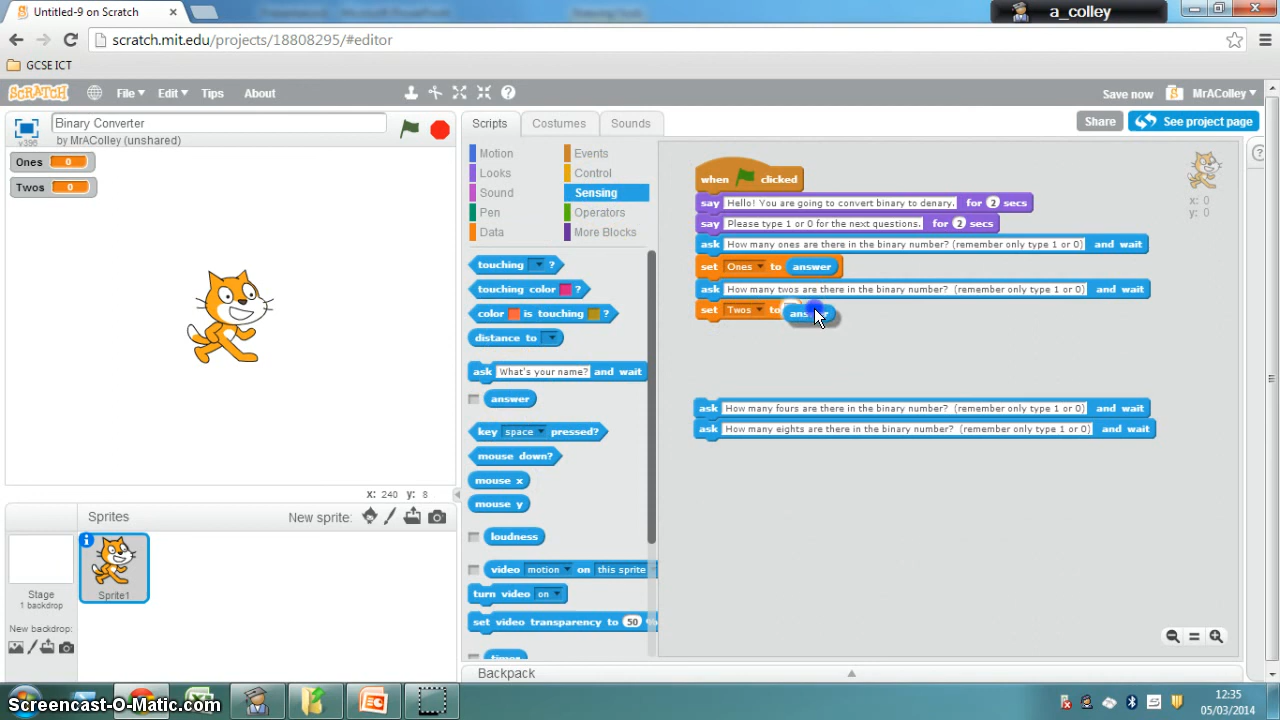 Untitled-9 on Scratch
a_colley
scratch.mit.edu/projects/18808295/#editor
GCSE ICT
SCRATCH
File
Edit
Tips
About
Save now
MrAColley
Binary Converter
by MrAColley (unshared)
v396
Ones 0
Twos 0
Scripts
Costumes
Sounds
Share
See project page
Motion
Events
Looks
Control
Sound
Sensing
Pen
Operators
Data
More Blocks
touching ?
touching color ?
color is touching ?
distance to
ask What's your name? and wait
answer
key space pressed?
mouse down?
mouse x
mouse y
loudness
video motion on this sprite
turn video on
set video transparency to 50 %
timer
when clicked
say Hello! You are going to convert binary to denary. for 2 secs
say Please type 1 or 0 for the next questions. for 2 secs
ask How many ones are there in the binary number? (remember only type 1 or 0) and wait
set Ones to answer
ask How many twos are there in the binary number? (remember only type 1 or 0) and wait
set Twos to answer
ask How many fours are there in the binary number? (remember only type 1 or 0) and wait
ask How many eights are there in the binary number? (remember only type 1 or 0) and wait
x: 0
y: 0
x: 240 y: 8
Sprites
New sprite:
Stage
1 backdrop
New backdrop:
Sprite1
Backpack
Screencast-O-Matic.com
12:35
05/03/2014